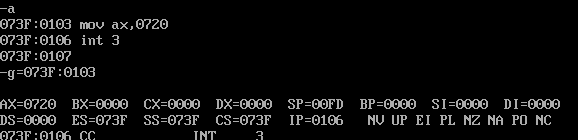 -a
073F:0103 mov ax,0720
073F:0106 int 3
073F:0107
-g=073F:0103
AX=0720 BX=0000 CX=0000 DX=0000 SP=00FD BP=0000 SI=0000 DI=0000
DS=0000 ES=073F SS=073F CS=073F IP=0106 NV UP EI PL NZ NA PO NC
073F:0106 CC INT 3